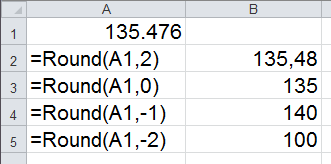 A B
1 135.476
2 =Round(A1,2) 135,48
3 =Round(A1,0) 135
4 =Round(A1,-1) 140
5 =Round(A1,-2) 100